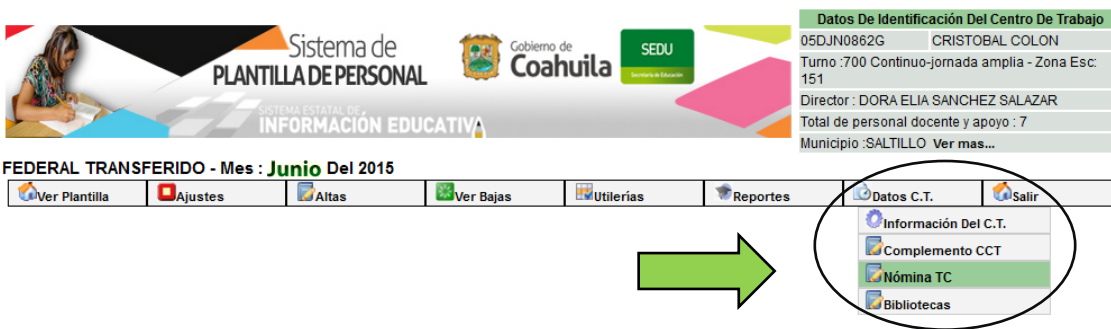 Sistema de
PLANTILLA DE PERSONAL
SISTEMA ESTATAL DE
INFORMACIÓN EDUCATIVA
Gobierno de
Coahuila
SEDU
Secretaría de Educación
Datos De Identificación Del Centro De Trabajo
05DJN0862G CRISTOBAL COLON
Turno :700 Continuo-jornada amplia - Zona Esc:
151
Director : DORA ELIA SANCHEZ SALAZAR
Total de personal docente y apoyo : 7
Municipio :SALTILLO Ver mas...
FEDERAL TRANSFERIDO - Mes : Junio Del 2015
Ver Plantilla Ajustes Altas Ver Bajas Utilerías Reportes Datos C.T. Salir
Información Del C.T.
Complemento CCT
Nómina TC
Bibliotecas